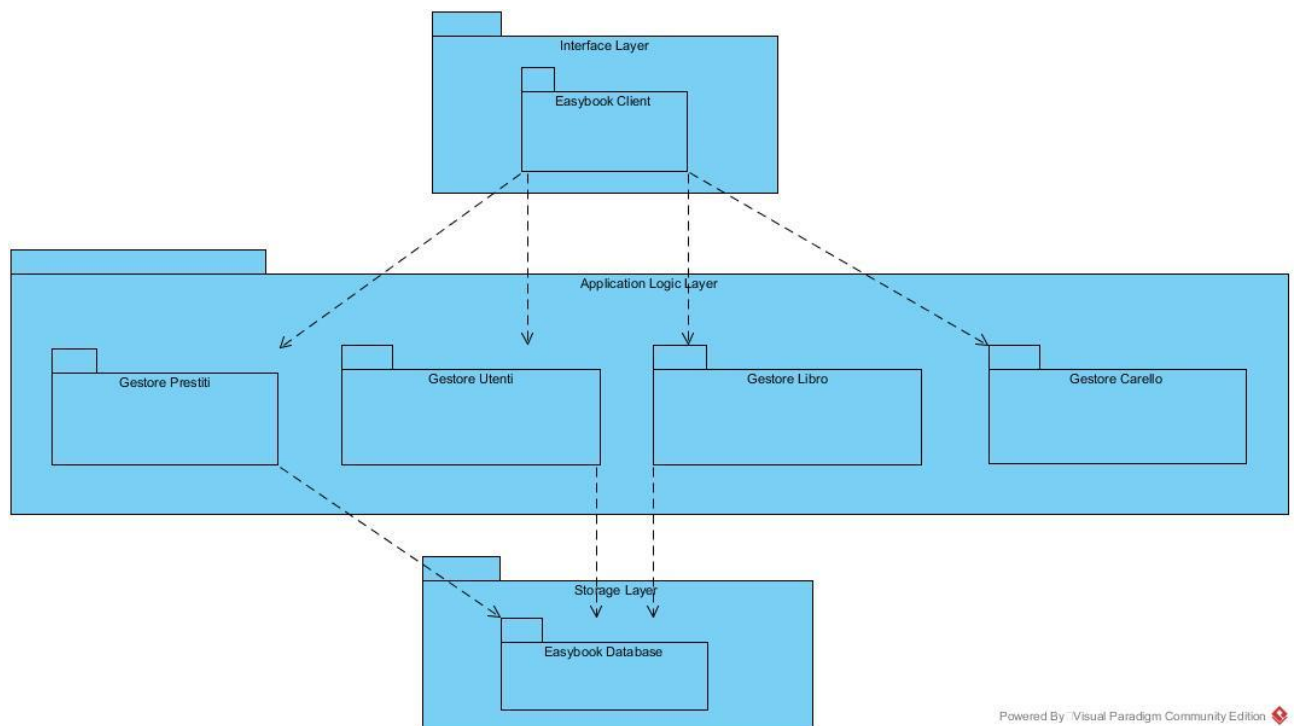 Interface Layer
Easybook Client
Application Logic Layer
Gestore Prestiti
Gestore Utenti
Gestore Libro
Gestore Carello
Storage Layer
Easybook Database
Powered By Visual Paradigm Community Edition